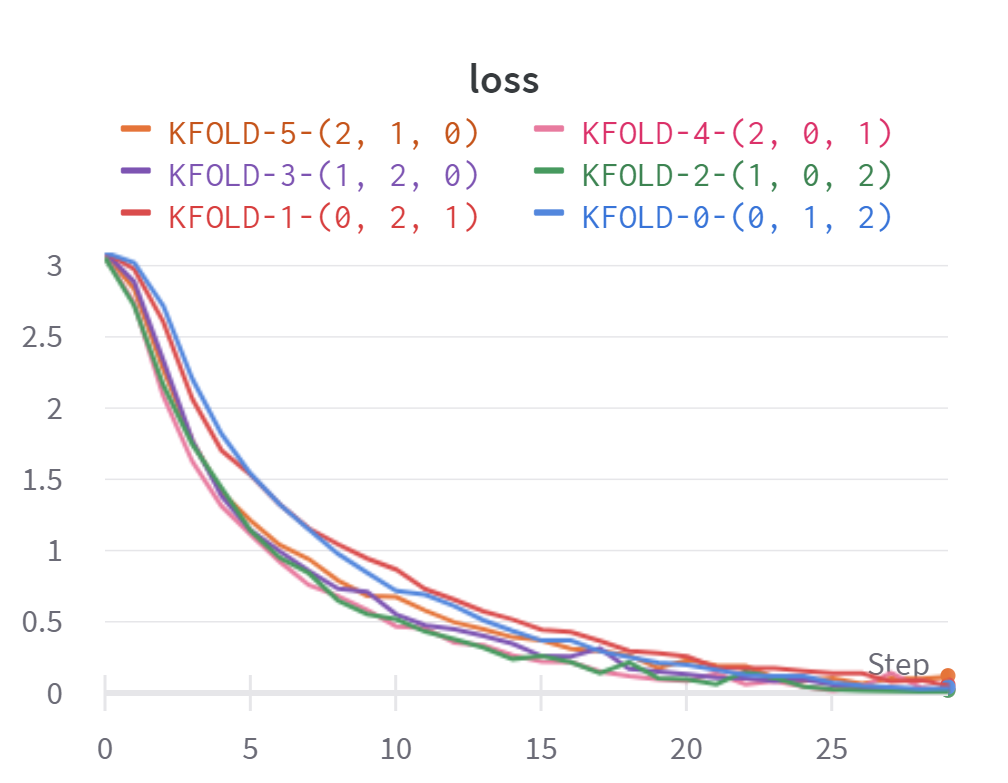 loss
KFOLD-5-(2, 1, 0) KFOLD-4-(2, 0, 1)
KFOLD-3-(1, 2, 0) KFOLD-2-(1, 0, 2)
KFOLD-1-(0, 2, 1) KFOLD-0-(0, 1, 2)
3
2.5
2
1.5
1
0.5
Step
0
0 5 10 15 20 25